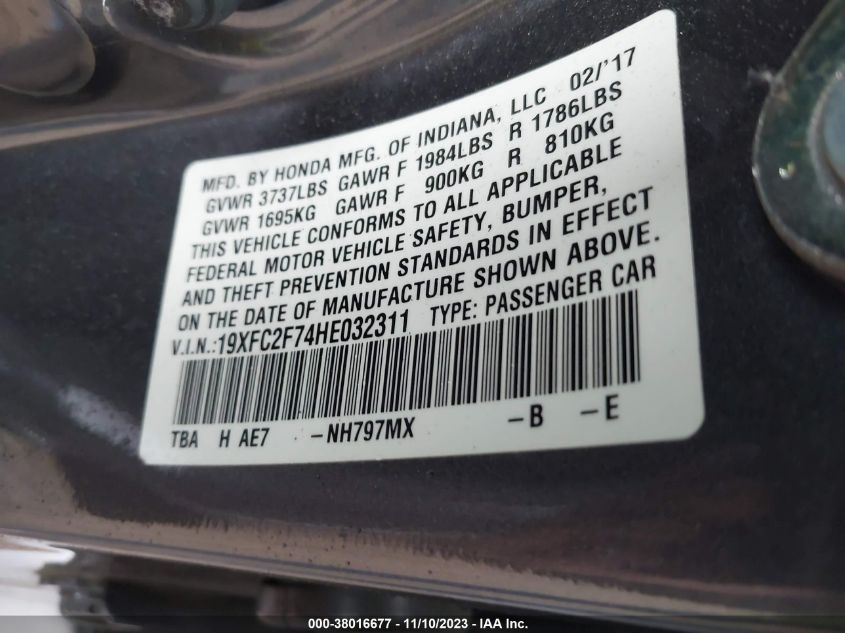 MFD. BY HONDA MFG. OF INDIANA, LLC 02/'17
GVWR 3737LBS GAWR F 1984LBS R 1786LBS
GVWR 1695KG GAWR F 900KG R 810KG
THIS VEHICLE CONFORMS TO ALL APPLICABLE
FEDERAL MOTOR VEHICLE SAFETY, BUMPER,
AND THEFT PREVENTION STANDARDS IN EFFECT
ON THE DATE OF MANUFACTURE SHOWN ABOVE.
V.I.N.:19XFC2F74HE032311 TYPE: PASSENGER CAR
TBA H AE7 -NH797MX -B -E
000-38016677 - 11/10/2023 - IAA Inc.